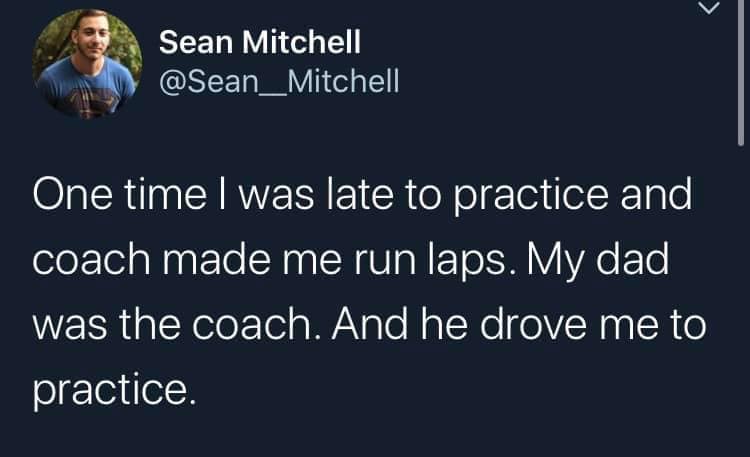 Sean Mitchell
@Sean__Mitchell
One time I was late to practice and
coach made me run laps. My dad
was the coach. And he drove me to
practice.